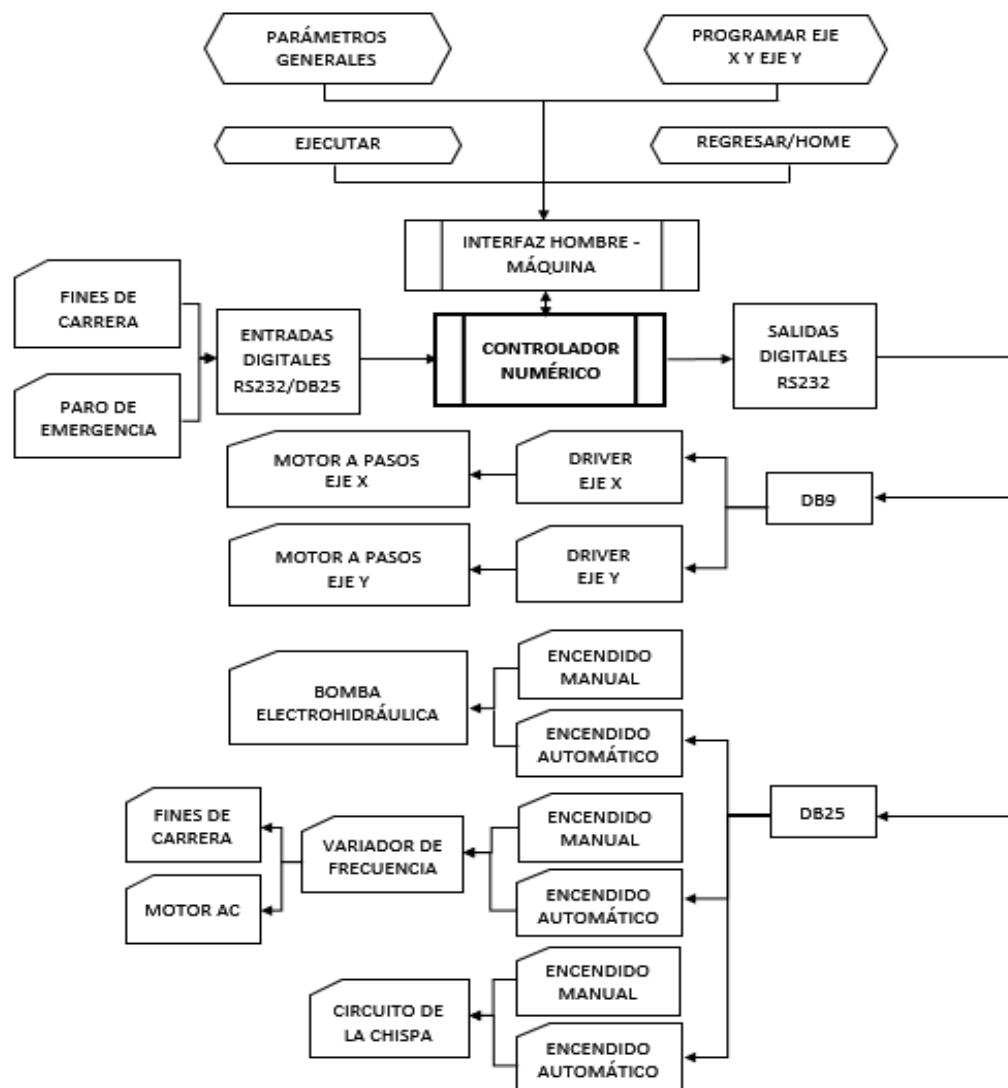 PARÁMETROS
GENERALES
PROGRAMAR EJE
X Y EJE Y
EJECUTAR
REGRESAR/HOME
INTERFAZ HOMBRE -
MÁQUINA
FINES DE
CARRERA
PARO DE
EMERGENCIA
ENTRADAS
DIGITALES
RS232/DB25
CONTROLADOR
NUMÉRICO
SALIDAS
DIGITALES
RS232
MOTOR A PASOS
EJE X
DRIVER
EJE X
DB9
MOTOR A PASOS
EJE Y
DRIVER
EJE Y
BOMBA
ELECTROHIDRÁULICA
ENCENDIDO
MANUAL
ENCENDIDO
AUTOMÁTICO
DB25
FINES DE
CARRERA
MOTOR AC
VARIADOR DE
FRECUENCIA
ENCENDIDO
MANUAL
ENCENDIDO
AUTOMÁTICO
CIRCUITO DE
LA CHISPA
ENCENDIDO
MANUAL
ENCENDIDO
AUTOMÁTICO